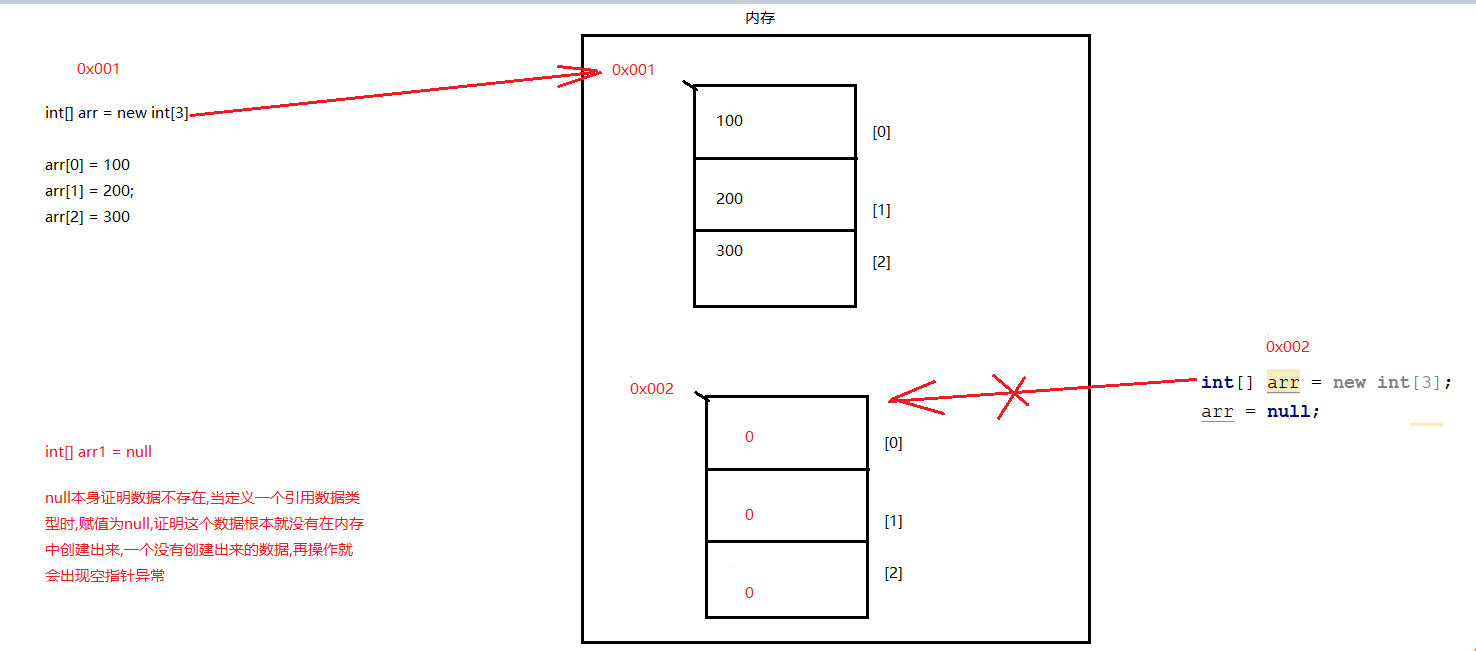 内存
0x001
int[] arr = new int[3]
arr[0] = 100
arr[1] = 200;
arr[2] = 300
0x001
100
[0]
200
[1]
300
[2]
0x002
int[] arr = new int[3];
arr = null;
0x002
0
[0]
0
[1]
0
[2]
int[] arr1 = null
null本身证明数据不存在,当定义一个引用数据类
型时,赋值为null,证明这个数据根本就没有在内存
中创建出来,一个没有创建出来的数据,再操作就
会出现空指针异常